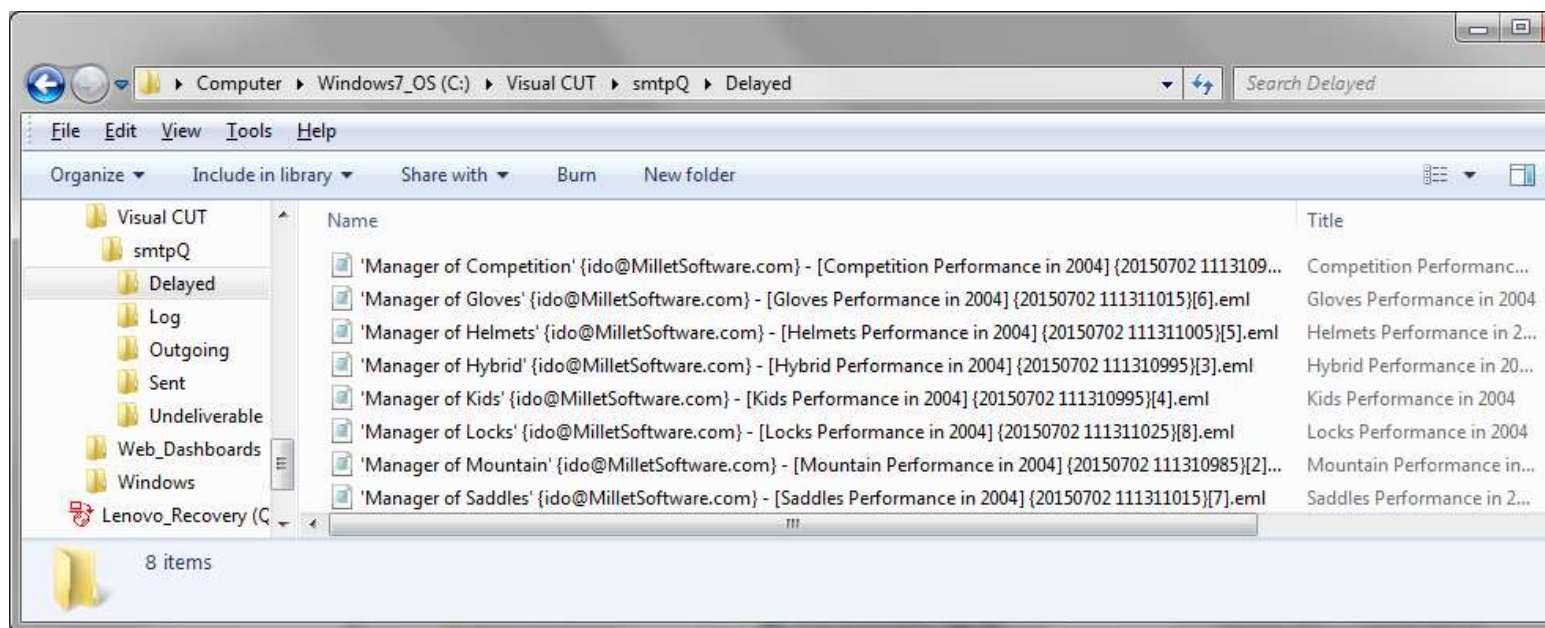 Computer ▸ Windows7_OS (C:) ▸ Visual CUT ▸ smtpQ ▸ Delayed
Search Delayed
File Edit View Tools Help
Organize Include in library Share with Burn New folder
Visual CUT
smtpQ
Delayed
Log
Outgoing
Sent
Undeliverable
Web_Dashboards
Windows
Lenovo_Recovery (Q
Name Title
'Manager of Competition' {ido@MilletSoftware.com} - [Competition Performance in 2004] {20150702 1113109... Competition Performanc...
'Manager of Gloves' {ido@MilletSoftware.com} - [Gloves Performance in 2004] {20150702 111311015}[6].eml Gloves Performance in 2004
'Manager of Helmets' {ido@MilletSoftware.com} - [Helmets Performance in 2004] {20150702 111311005}[5].eml Helmets Performance in 2...
'Manager of Hybrid' {ido@MilletSoftware.com} - [Hybrid Performance in 2004] {20150702 111310995}[3].eml Hybrid Performance in 20...
'Manager of Kids' {ido@MilletSoftware.com} - [Kids Performance in 2004] {20150702 111310995}[4].eml Kids Performance in 2004
'Manager of Locks' {ido@MilletSoftware.com} - [Locks Performance in 2004] {20150702 111311025}[8].eml Locks Performance in 2004
'Manager of Mountain' {ido@MilletSoftware.com} - [Mountain Performance in 2004] {20150702 111310985}[2]... Mountain Performance in...
'Manager of Saddles' {ido@MilletSoftware.com} - [Saddles Performance in 2004] {20150702 111311015}[7].eml Saddles Performance in 2...
8 items